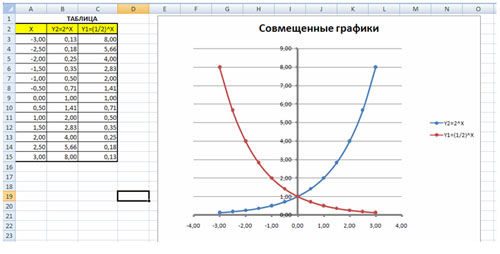 A B C D E F G H I J K L M N O
1 ТАБЛИЦА
2 X Y2=2^X Y1=(1/2)^X
3 -3,00 0,13 8,00
4 -2,50 0,18 5,66
5 -2,00 0,25 4,00
6 -1,50 0,35 2,83
7 -1,00 0,50 2,00
8 -0,50 0,71 1,41
9 0,00 1,00 1,00
10 0,50 1,41 0,71
11 1,00 2,00 0,50
12 1,50 2,83 0,35
13 2,00 4,00 0,25
14 2,50 5,66 0,18
15 3,00 8,00 0,13
16
17
18
19
20
21
22
23
Совмещенные графики
9,00
8,00
7,00
6,00
5,00
4,00
3,00
2,00
1,00
0,00
-4,00 -3,00 -2,00 -1,00 0,00 1,00 2,00 3,00 4,00
Y2=2^X
Y1=(1/2)^X